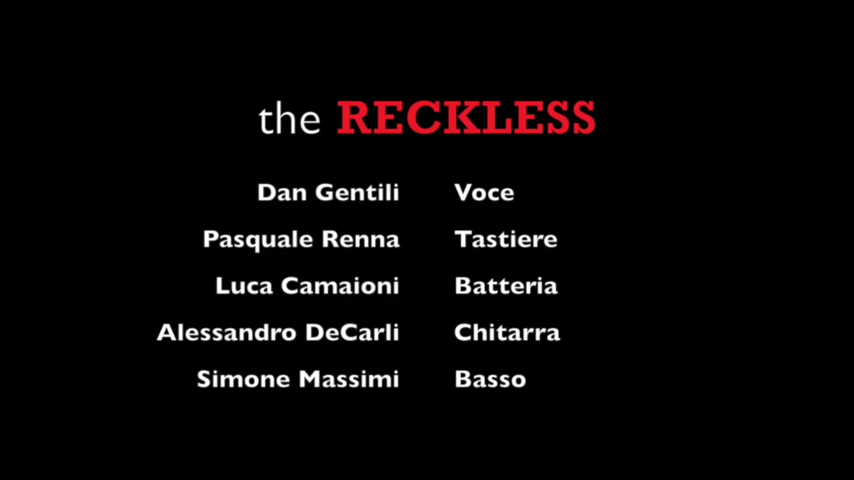 the RECKLESS
Dan Gentili Voce
Pasquale Renna Tastiere
Luca Camaioni Batteria
Alessandro DeCarli Chitarra
Simone Massimi Basso